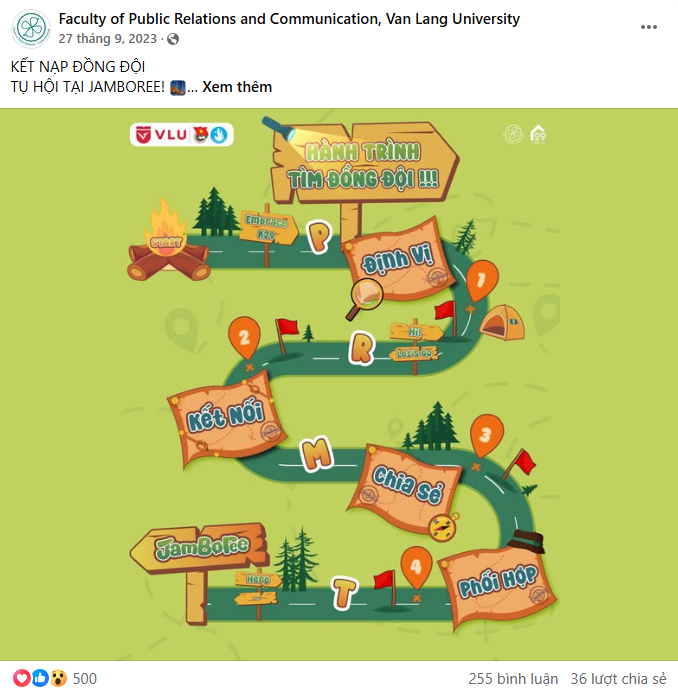 Faculty of Public Relations and Communication, Van Lang University
27 tháng 9, 2023 ·
KẾT NẠP ĐỒNG ĐỘI
TỤ HỘI TẠI JAMBOREE! ... Xem thêm
VLU
K29
HÀNH TRÌNH
TÌM ĐỒNG ĐỘI !!!
START
Embrace
K29
P
Định Vị
1
2
R
Hi!
Let's go
Kết Nối
M
3
Chia sẻ
Jamboree
Here
T
4
Phối Hợp
500
255 bình luận 36 lượt chia sẻ